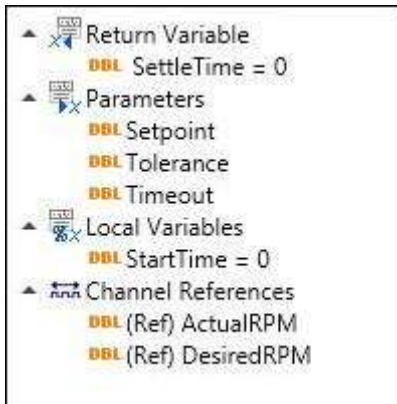 Return Variable
DBL SettleTime = 0
Parameters
DBL Setpoint
DBL Tolerance
DBL Timeout
Local Variables
DBL StartTime = 0
Channel References
DBL (Ref) ActualRPM
DBL (Ref) DesiredRPM